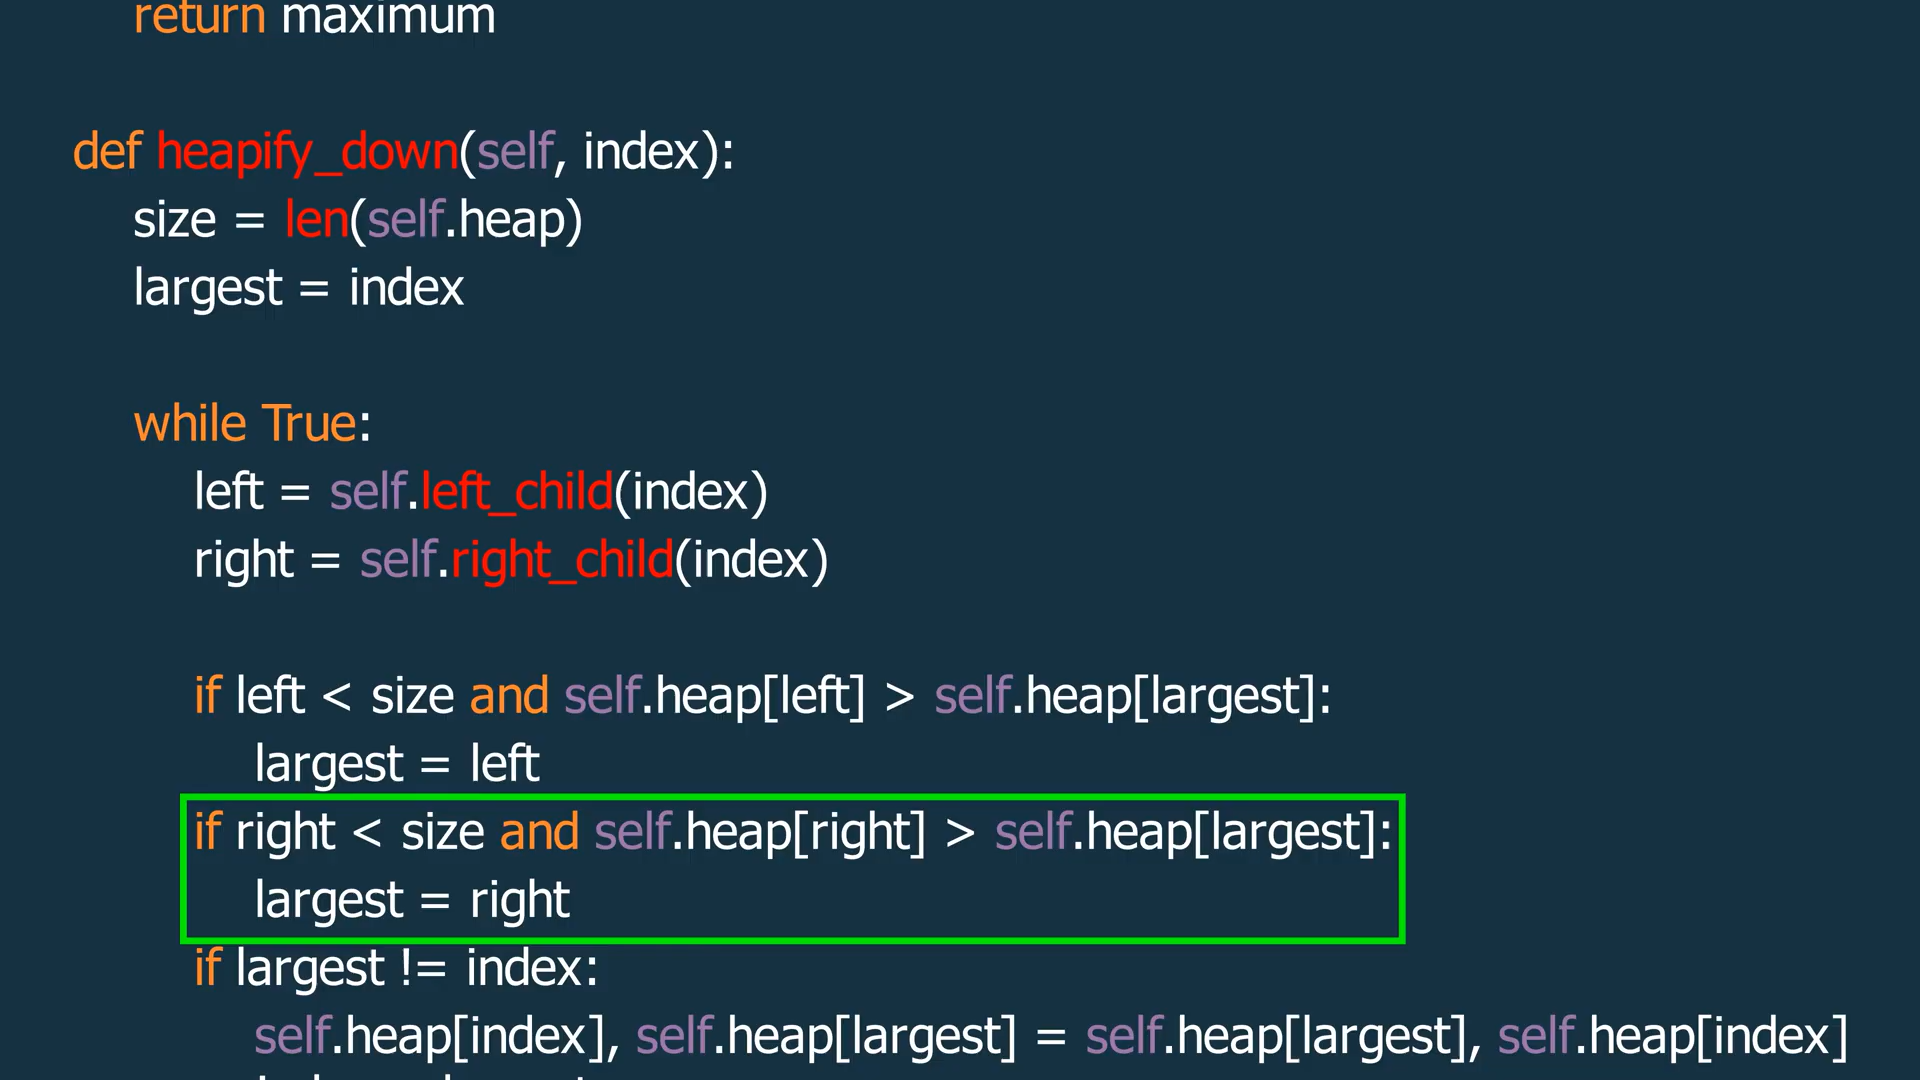 return maximum
def heapify_down(self, index):
size = len(self.heap)
largest = index
while True:
left = self.left_child(index)
right = self.right_child(index)
if left < size and self.heap[left] > self.heap[largest]:
largest = left
if right < size and self.heap[right] > self.heap[largest]:
largest = right
if largest != index:
self.heap[index], self.heap[largest] = self.heap[largest], self.heap[index]